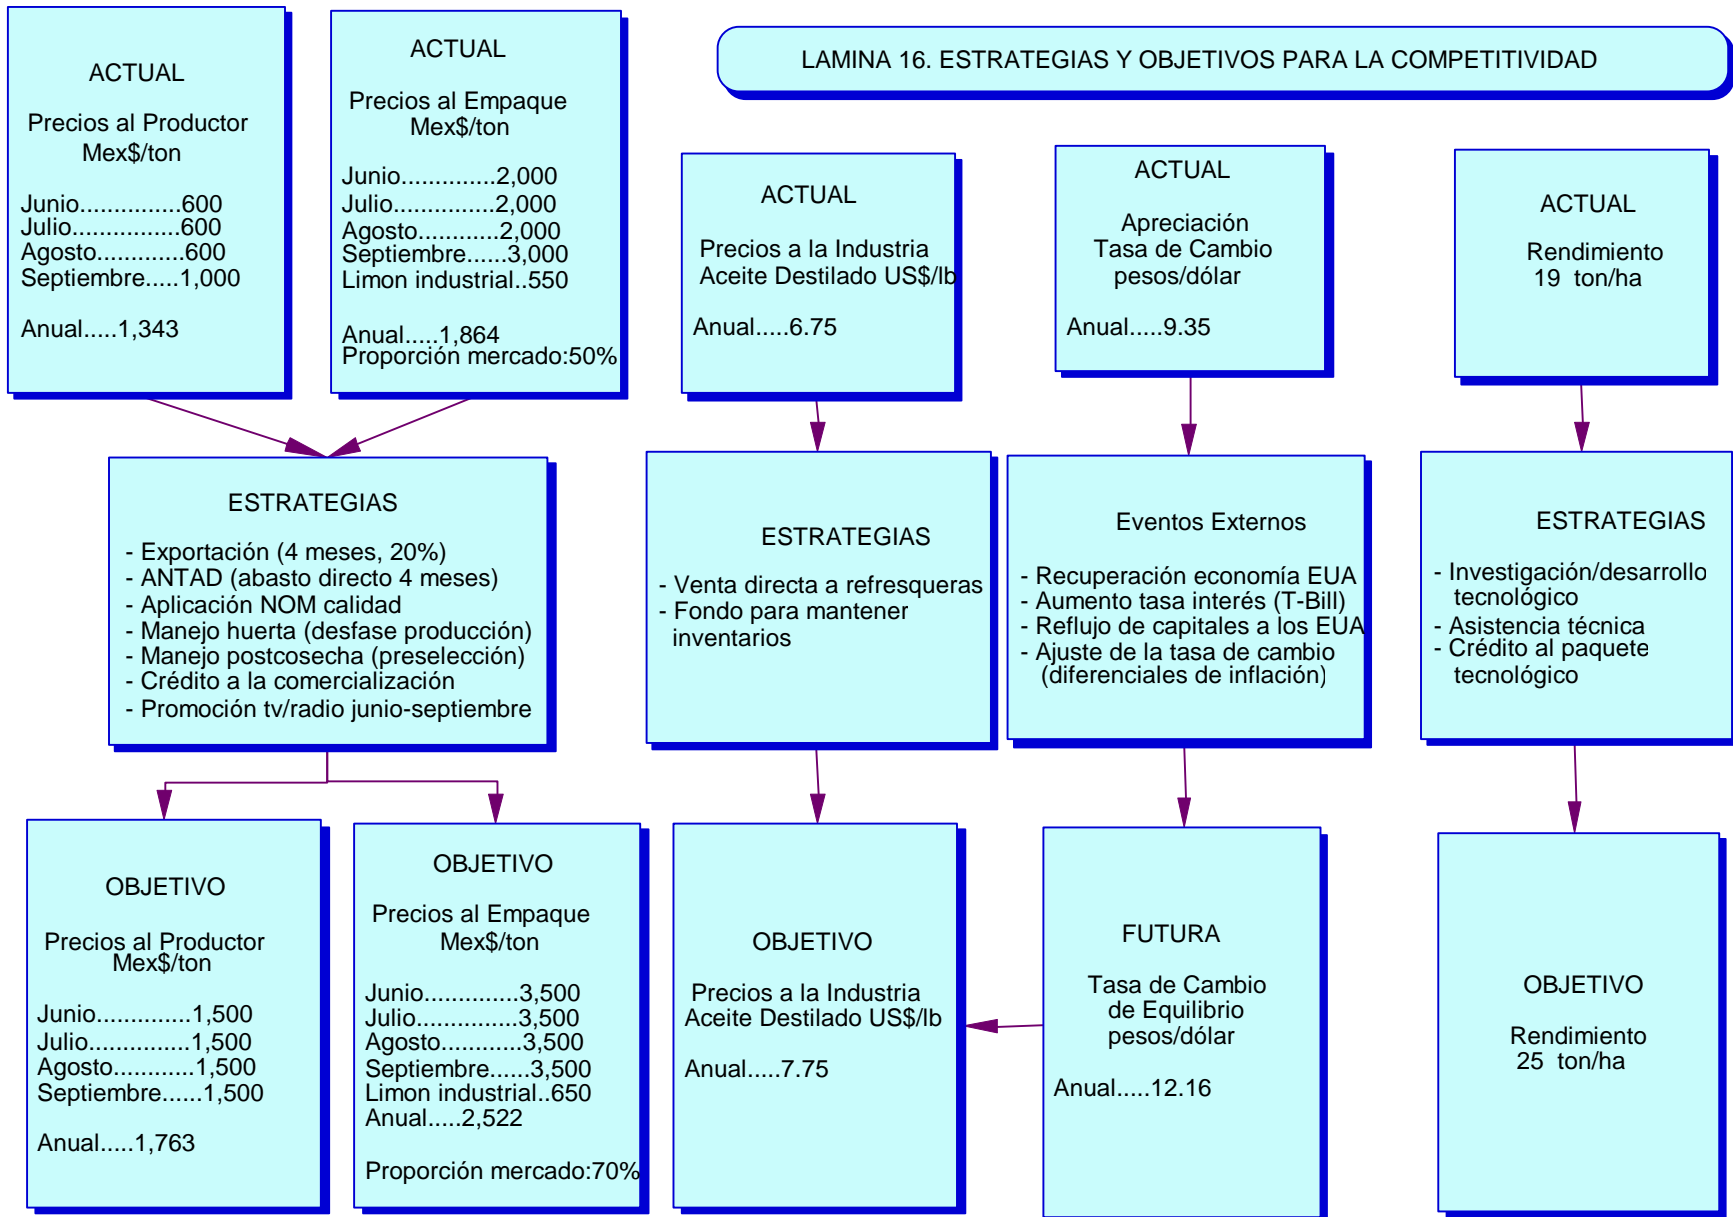 LAMINA 16. ESTRATEGIAS Y OBJETIVOS PARA LA COMPETITIVIDAD
ACTUAL
Precios al Productor
Mex$/ton
Junio...............600
Julio................600
Agosto.............600
Septiembre.....1,000
Anual.....1,343
ACTUAL
Precios al Empaque
Mex$/ton
Junio..............2,000
Julio...............2,000
Agosto............2,000
Septiembre......3,000
Limon industrial..550
Anual.....1,864
Proporción mercado:50%
ACTUAL
Precios a la Industria
Aceite Destilado US$/lb
Anual.....6.75
ACTUAL
Apreciación
Tasa de Cambio
pesos/dólar
Anual.....9.35
ACTUAL
Rendimiento
19 ton/ha
ESTRATEGIAS
- Exportación (4 meses, 20%)
- ANTAD (abasto directo 4 meses)
- Aplicación NOM calidad
- Manejo huerta (desfase producción)
- Manejo postcosecha (preselección)
- Crédito a la comercialización
- Promoción tv/radio junio-septiembre
ESTRATEGIAS
- Venta directa a refresqueras
- Fondo para mantener
inventarios
Eventos Externos
- Recuperación economía EUA
- Aumento tasa interés (T-Bill)
- Reflujo de capitales a los EUA
- Ajuste de la tasa de cambio
(diferenciales de inflación)
ESTRATEGIAS
- Investigación/desarrollo
tecnológico
- Asistencia técnica
- Crédito al paquete
tecnológico
OBJETIVO
Precios al Productor
Mex$/ton
Junio..............1,500
Julio...............1,500
Agosto............1,500
Septiembre......1,500
Anual.....1,763
OBJETIVO
Precios al Empaque
Mex$/ton
Junio..............3,500
Julio...............3,500
Agosto............3,500
Septiembre......3,500
Limon industrial..650
Anual.....2,522
Proporción mercado:70%
OBJETIVO
Precios a la Industria
Aceite Destilado US$/lb
Anual.....7.75
FUTURA
Tasa de Cambio
de Equilibrio
pesos/dólar
Anual.....12.16
OBJETIVO
Rendimiento
25 ton/ha